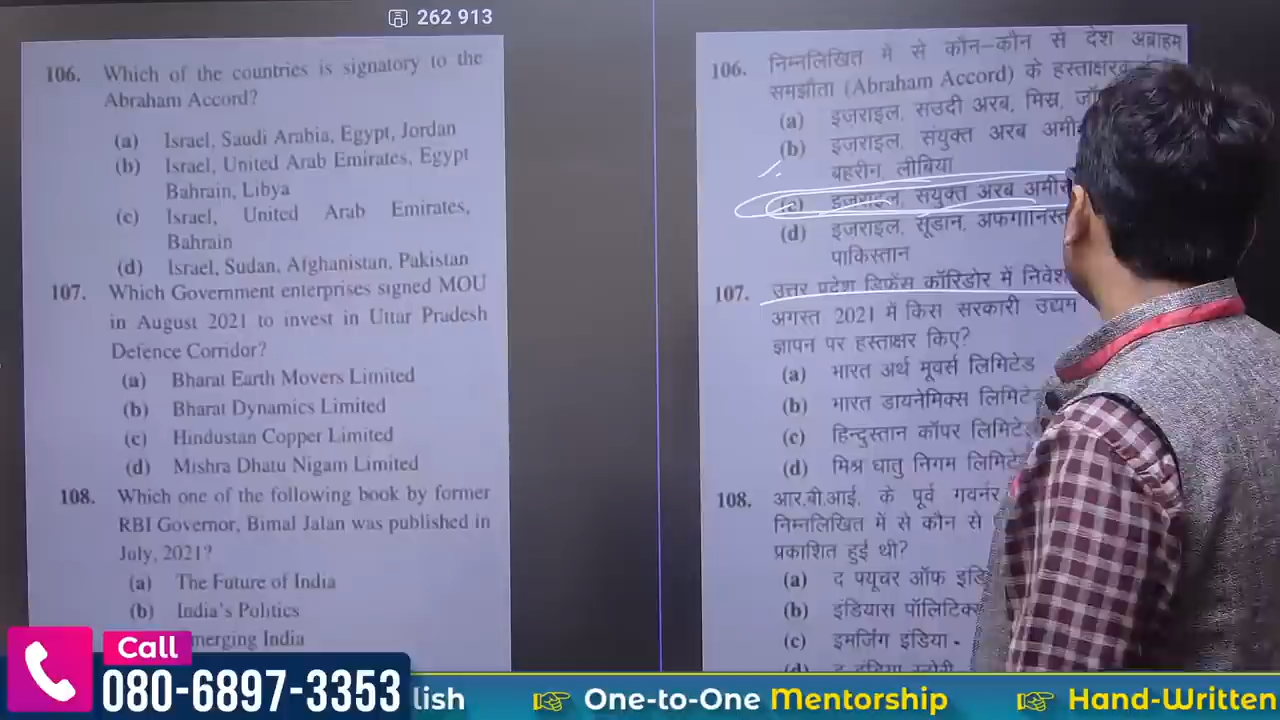 262 913
106. Which of the countries is signatory to the
Abraham Accord?
(a) Israel, Saudi Arabia, Egypt, Jordan
(b) Israel, United Arab Emirates, Egypt
Bahrain, Libya
(c) Israel, United Arab Emirates,
Bahrain
(d) Israel, Sudan, Afghanistan, Pakistan
107. Which Government enterprises signed MOU
in August 2021 to invest in Uttar Pradesh
Defence Corridor?
(a) Bharat Earth Movers Limited
(b) Bharat Dynamics Limited
(c) Hindustan Copper Limited
(d) Mishra Dhatu Nigam Limited
108. Which one of the following book by former
RBI Governor, Bimal Jalan was published in
July, 2021?
(a) The Future of India
(b) India's Politics
merging India
106. निम्नलिखित में से कौन-कौन से देश अब्राहम
समझौता (Abraham Accord) के हस्ताक्षरक
(a) इजराइल, सउदी अरब, मिस्र,
(b) इजराइल, संयुक्त अरब
बहरीन, लीबिया
(c) इजराइल, संयुक्त अरब
(d) इजराइल, सूडान,
पाकिस्तान
107. उत्तर प्रदेश डिफेंस कॉरिडोर में
अगस्त 2021 में किस सरकारी उद्यम
ज्ञापन पर हस्ताक्षर किए?
(a) भारत अर्थ मूवर्स लिमिटेड
(b) भारत डायनेमिक्स
(c) हिन्दुस्तान कॉपर
(d) मिश्र धातु निगम
108. आर.बी.आई. के पूर्व गवर्नर
निम्नलिखित में से कौन से
प्रकाशित हुई थी?
(a) द फ्यूचर ऑफ
(b) इंडियास
(c) इमर्जिंग इंडिया -
Call
080-6897-3353
lish One-to-One Mentorship Hand-Written